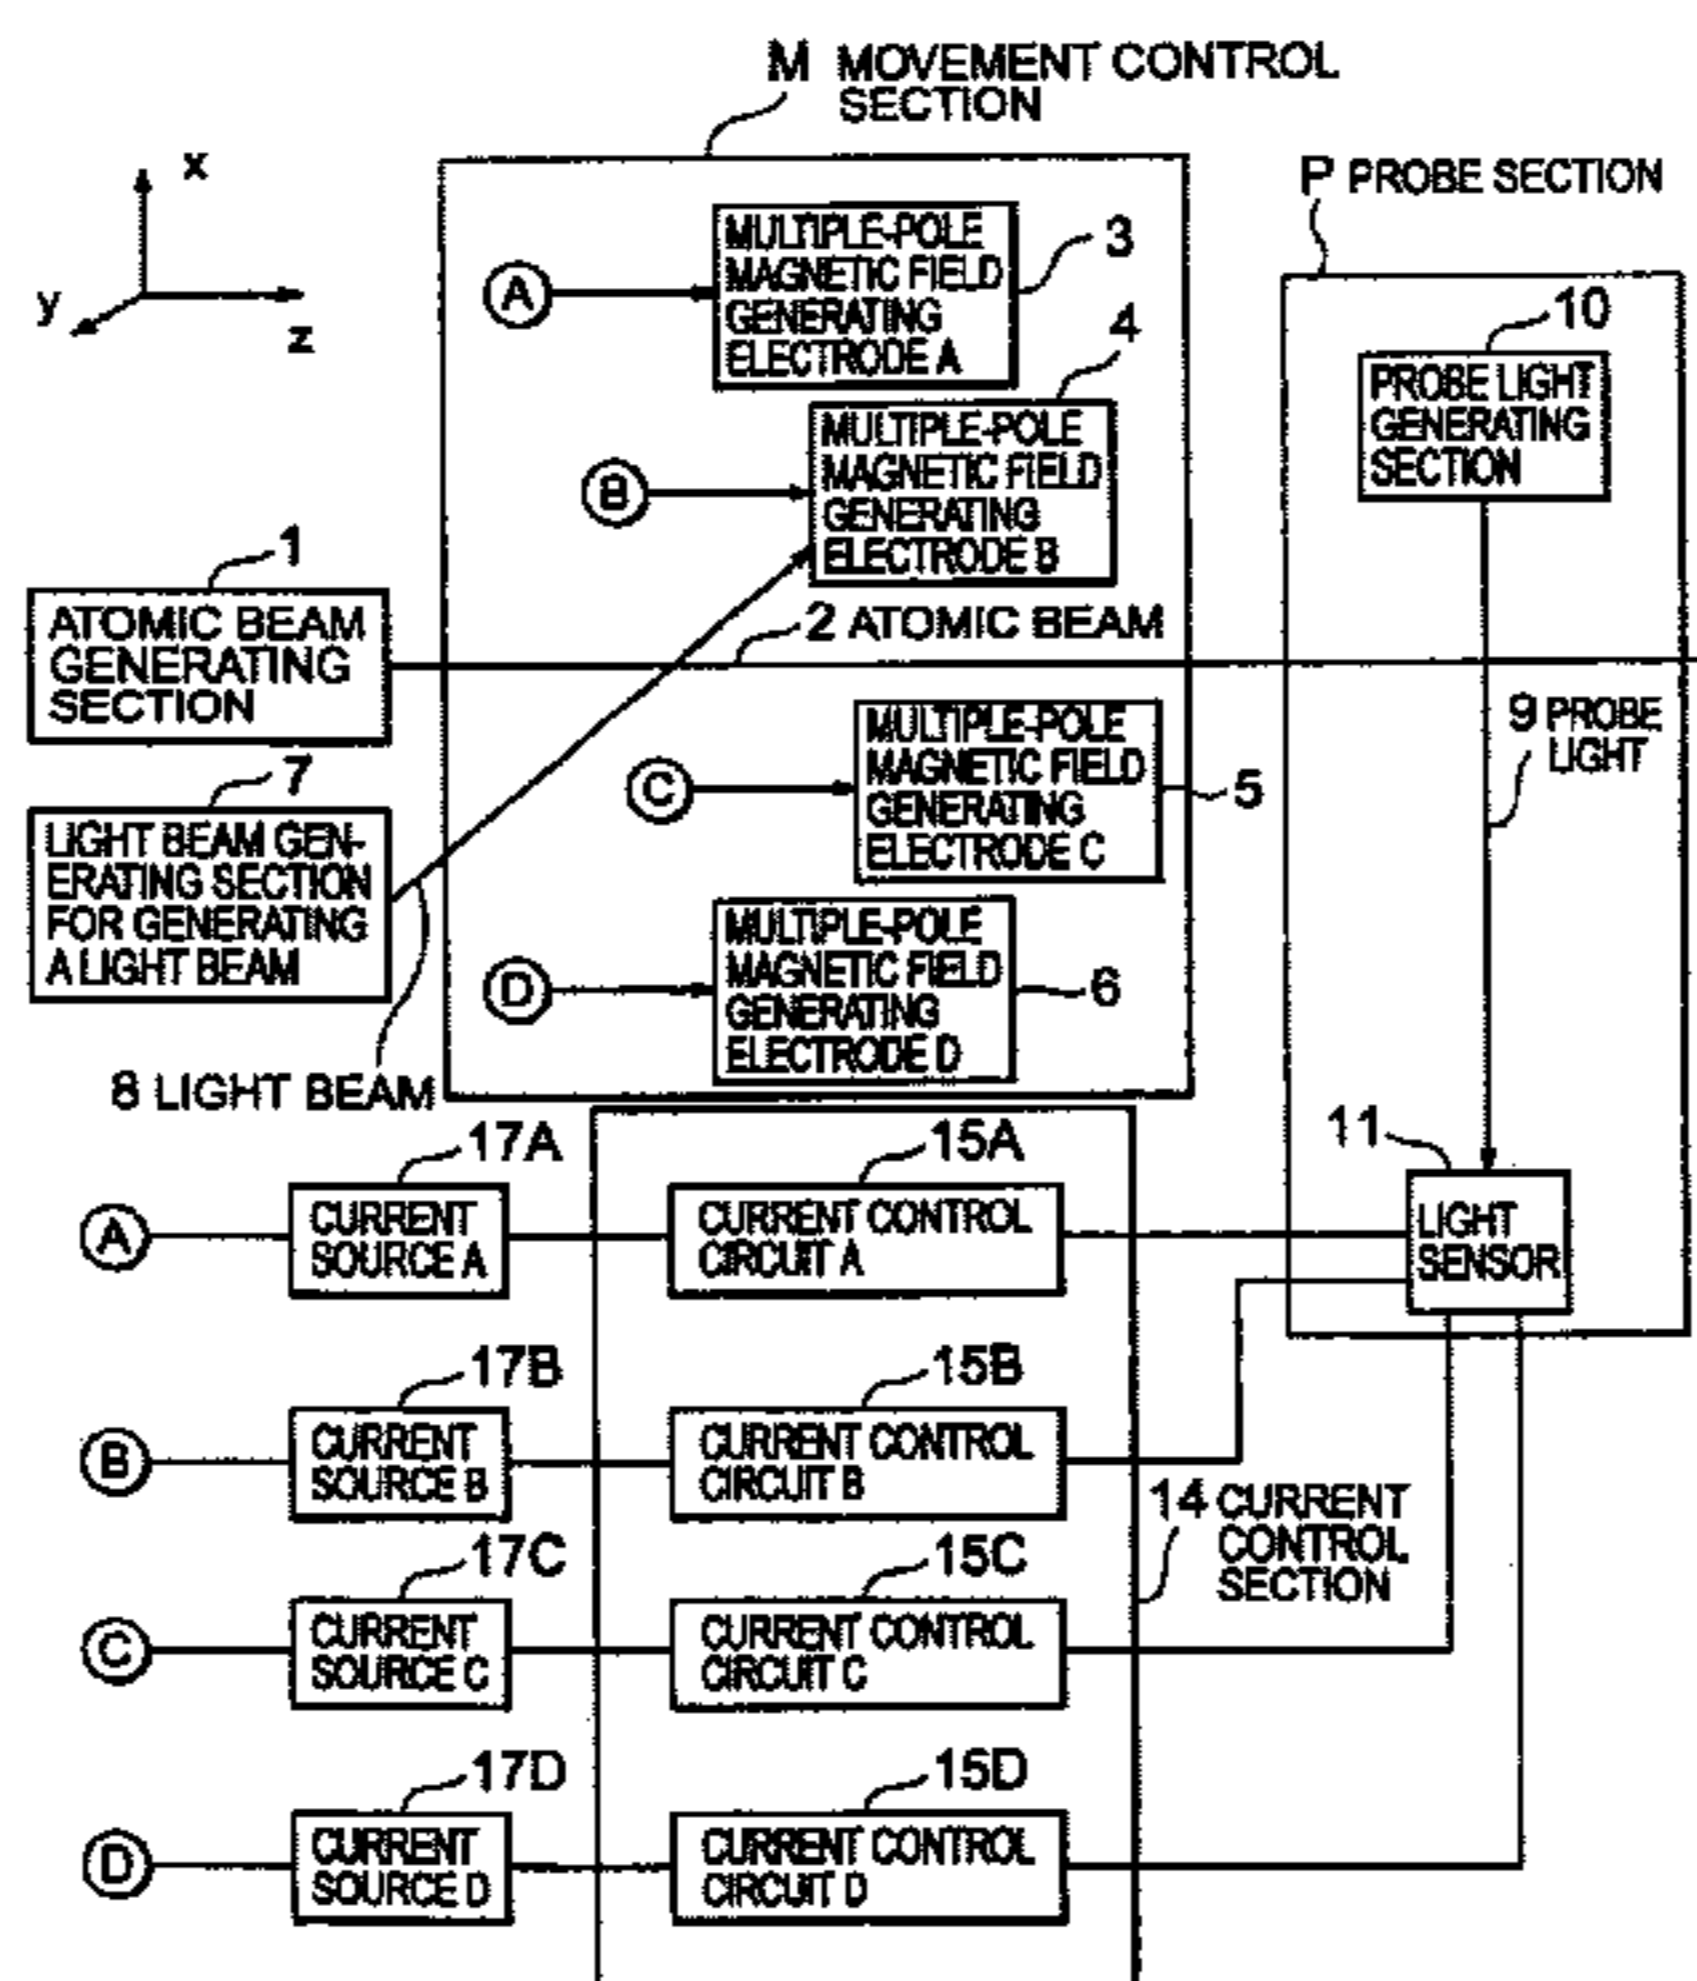 M MOVEMENT CONTROL
SECTION
P PROBE SECTION
x
y
z
A
MULTIPLE-POLE
MAGNETIC FIELD
GENERATING
ELECTRODE A
3
4
B
MULTIPLE-POLE
MAGNETIC FIELD
GENERATING
ELECTRODE B
10
PROBE LIGHT
GENERATING
SECTION
1
ATOMIC BEAM
GENERATING
SECTION
2 ATOMIC BEAM
9 PROBE
LIGHT
7
LIGHT BEAM GEN-
ERATING SECTION
FOR GENERATING
A LIGHT BEAM
C
MULTIPLE-POLE
MAGNETIC FIELD
GENERATING
ELECTRODE C
5
D
MULTIPLE-POLE
MAGNETIC FIELD
GENERATING
ELECTRODE D
6
8 LIGHT BEAM
11
LIGHT
SENSOR
A
17A
CURRENT
SOURCE A
15A
CURRENT CONTROL
CIRCUIT A
B
17B
CURRENT
SOURCE B
15B
CURRENT CONTROL
CIRCUIT B
14 CURRENT
CONTROL
SECTION
C
17C
CURRENT
SOURCE C
15C
CURRENT CONTROL
CIRCUIT C
D
17D
CURRENT
SOURCE D
15D
CURRENT CONTROL
CIRCUIT D